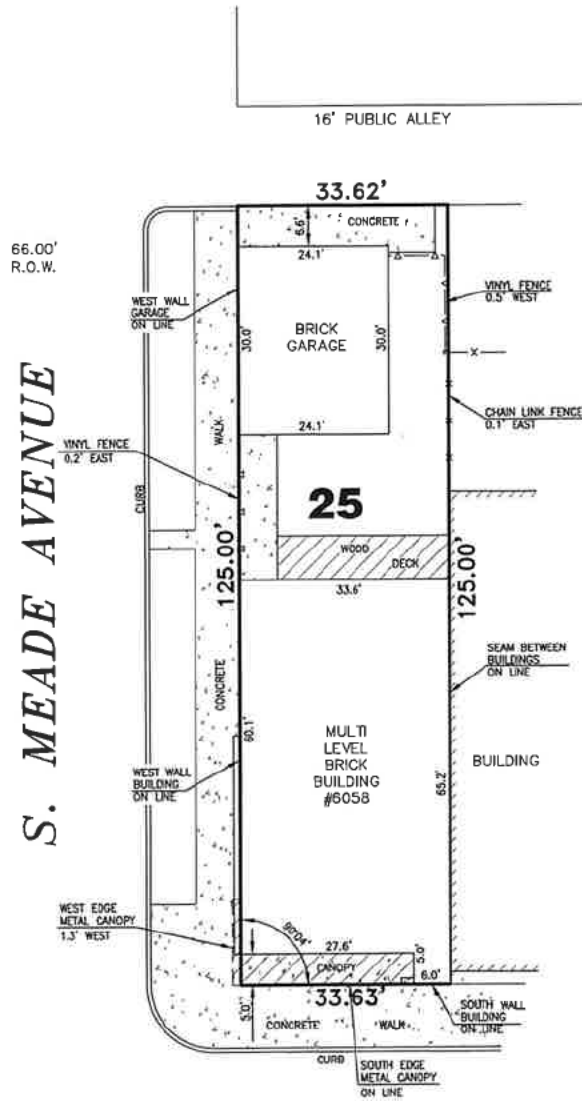 16' PUBLIC ALLEY
33.62'
66.00'
R.O.W.
6.6'
CONCRETE
24.1'
WEST WALL
GARAGE
ON LINE
VINYL FENCE
0.5' WEST
BRICK
GARAGE
30.0'
30.0'
CHAIN LINK FENCE
0.1' EAST
24.1'
WALK
VINYL FENCE
0.2' EAST
CURB
25
S. MEADE AVENUE
125.00'
WOOD
DECK
125.00'
33.6'
SEAM BETWEEN
BUILDINGS
ON LINE
CONCRETE
60.1'
MULTI
LEVEL
BRICK
BUILDING
#6058
65.2'
BUILDING
WEST WALL
BUILDING
ON LINE
WEST EDGE
METAL CANOPY
1.3' WEST
90°04'
27.6'
5.0'
CANOPY
6.0'
33.63'
5.0'
SOUTH WALL
BUILDING
ON LINE
CONCRETE
WALK
CURB
SOUTH EDGE
METAL CANOPY
ON LINE